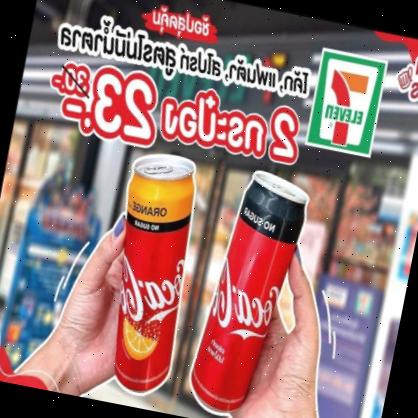 ช้อปสุดคุ้ม
โค้ก, แฟนต้า, สไปรท์ สูตรไม่มีน้ำตาล
2 กระป๋อง 23.-
7
ELEVEN
ORANGE
NO SUGAR
Coca-Cola
NO SUGAR
Coca-Cola